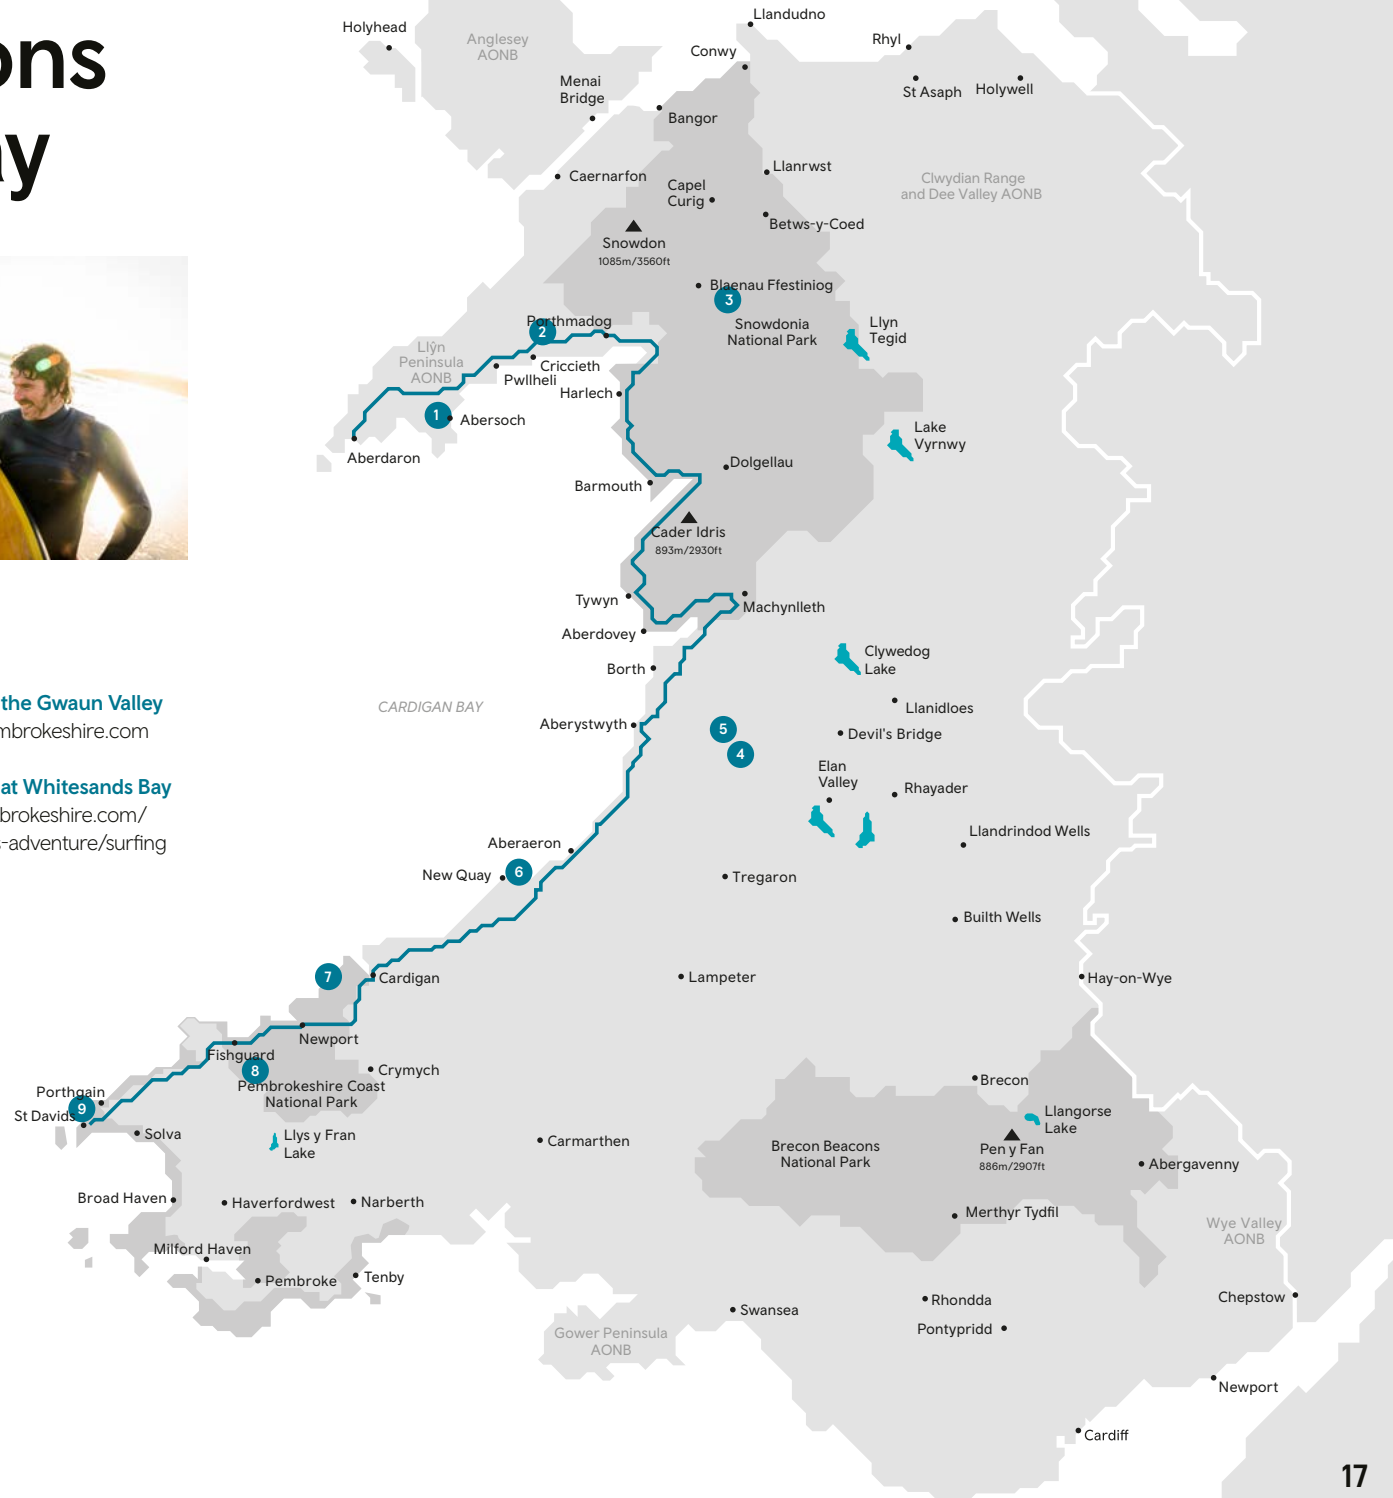 ons
ay
the Gwaun Valley
mbrokeshire.com
at Whitesands Bay
brokeshire.com/
s-adventure/surfing
Holyhead
Anglesey
AONB
Llandudno
Conwy
Rhyl
St Asaph
Holywell
Menai
Bridge
Bangor
Caernarfon
Llanrwst
Capel
Curig
Clwydian Range
and Dee Valley AONB
Betws-y-Coed
Snowdon
1085m/3560ft
Blaenau Ffestiniog
3
Snowdonia
National Park
Porthmadog
2
Llyn
Tegid
Llŷn
Peninsula
AONB
Criccieth
Pwllheli
Harlech
1
Abersoch
Aberdaron
Lake
Vyrnwy
Dolgellau
Barmouth
Cader Idris
893m/2930ft
Tywyn
Machynlleth
Aberdovey
Borth
Clywedog
Lake
CARDIGAN BAY
Llanidloes
Aberystwyth
5
4
Devil's Bridge
Elan
Valley
Rhayader
Llandrindod Wells
Aberaeron
New Quay
6
Tregaron
Builth Wells
7
Cardigan
Lampeter
Hay-on-Wye
Newport
Fishguard
8
Crymych
Pembrokeshire Coast
National Park
Brecon
Porthgain
9
St Davids
Solva
Llys y Fran
Lake
Carmarthen
Brecon Beacons
National Park
Llangorse
Lake
Pen y Fan
886m/2907ft
Abergavenny
Broad Haven
Haverfordwest
Narberth
Merthyr Tydfil
Wye Valley
AONB
Milford Haven
Pembroke
Tenby
Swansea
Rhondda
Chepstow
Pontypridd
Gower Peninsula
AONB
Newport
Cardiff
17